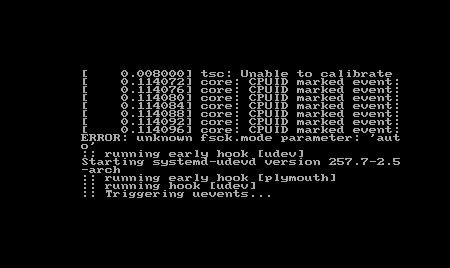 [    0.008000] tsc: Unable to calibrate
[    0.114072] core: CPUID marked event:
[    0.114076] core: CPUID marked event:
[    0.114080] core: CPUID marked event:
[    0.114084] core: CPUID marked event:
[    0.114088] core: CPUID marked event:
[    0.114092] core: CPUID marked event:
[    0.114096] core: CPUID marked event:
ERROR: unknown fsck.mode parameter: 'aut
o'
:: running early hook [udev]
Starting systemd-udevd version 257.7-2.5
-arch
:: running early hook [plymouth]
:: running hook [udev]
:: Triggering uevents...